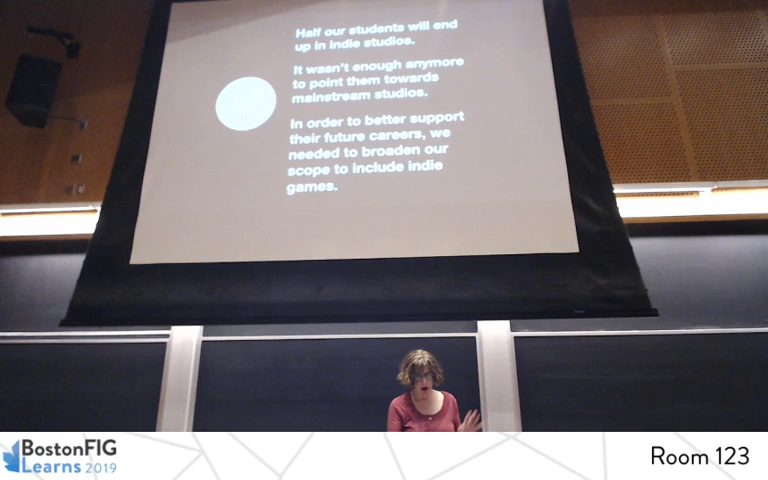 Half our students will end
up in indie studios.
It wasn't enough anymore
to point them towards
mainstream studios.
In order to better support
their future careers, we
needed to broaden our
scope to include indie
games.
BostonFIG
Learns 2019
Room 123